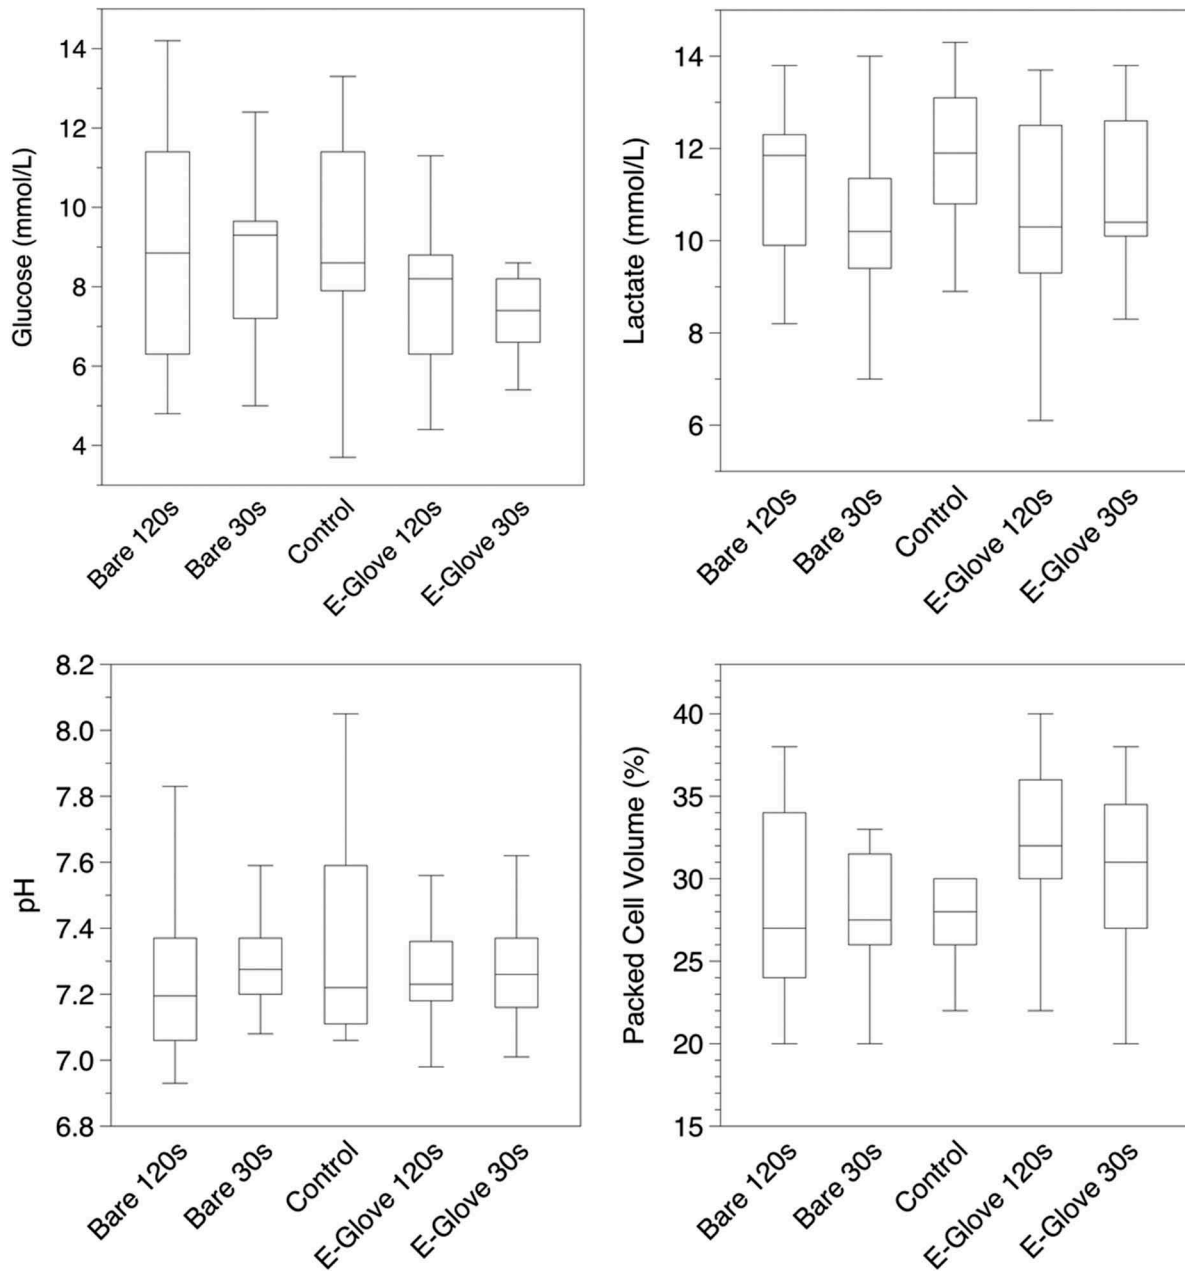 Glucose (mmol/L)
14
12
10
8
6
4
Bare 120s
Bare 30s
Control
E-Glove 120s
E-Glove 30s
Lactate (mmol/L)
14
12
10
8
6
Bare 120s
Bare 30s
Control
E-Glove 120s
E-Glove 30s
pH
8.2
8.0
7.8
7.6
7.4
7.2
7.0
6.8
Bare 120s
Bare 30s
Control
E-Glove 120s
E-Glove 30s
Packed Cell Volume (%)
40
35
30
25
20
15
Bare 120s
Bare 30s
Control
E-Glove 120s
E-Glove 30s